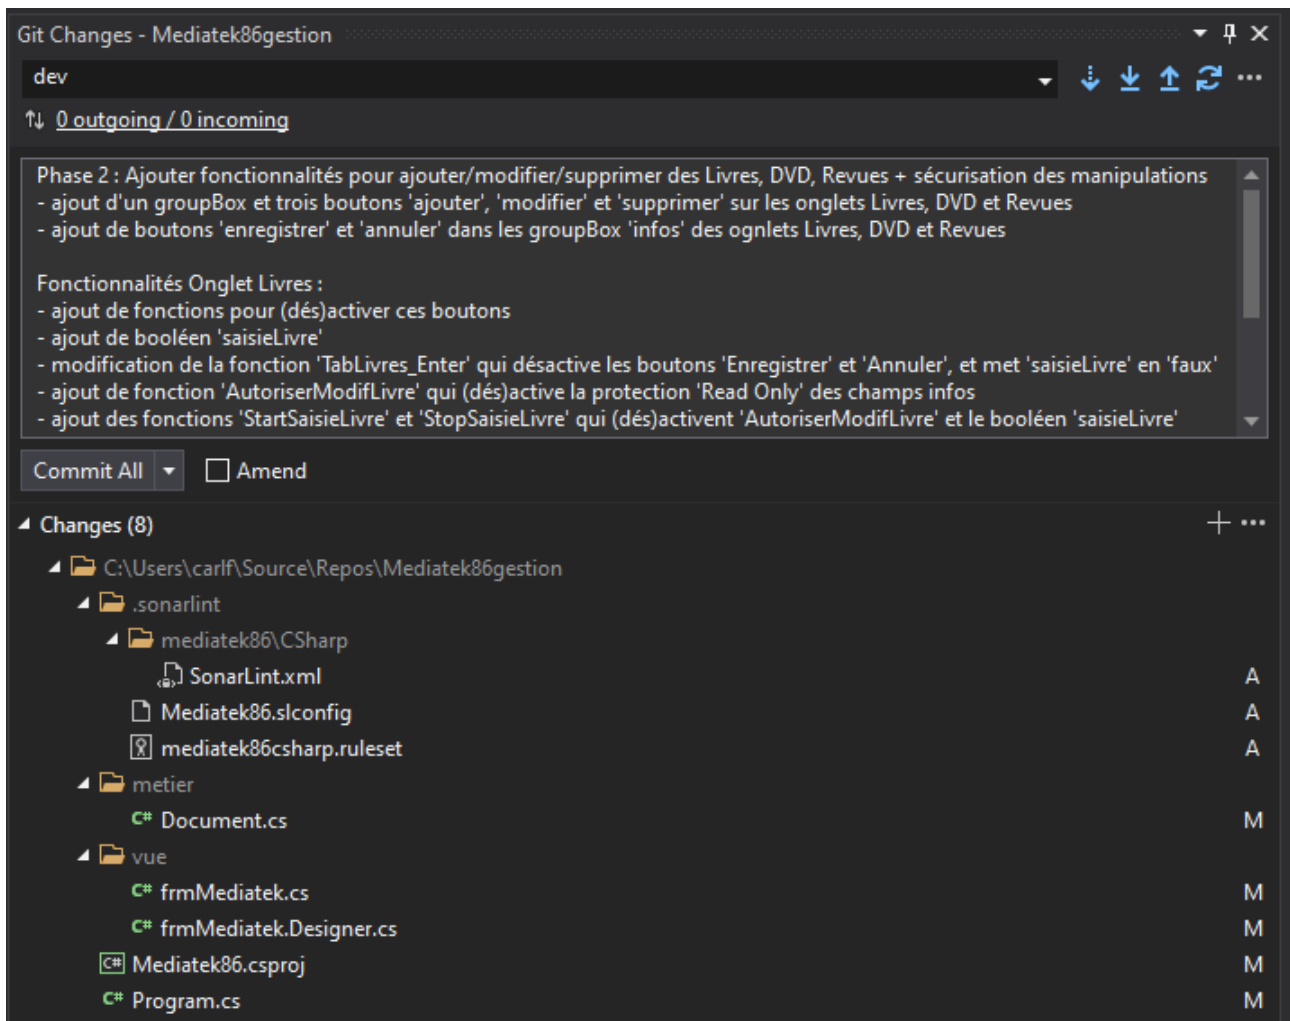 Git Changes - Mediatek86gestion
dev
0 outgoing / 0 incoming
Phase 2 : Ajouter fonctionnalités pour ajouter/modifier/supprimer des Livres, DVD, Revues + sécurisation des manipulations
- ajout d'un groupBox et trois boutons 'ajouter', 'modifier' et 'supprimer' sur les onglets Livres, DVD et Revues
- ajout de boutons 'enregistrer' et 'annuler' dans les groupBox 'infos' des ognlets Livres, DVD et Revues
Fonctionnalités Onglet Livres :
- ajout de fonctions pour (dés)activer ces boutons
- ajout de booléen 'saisieLivre'
- modification de la fonction 'TabLivres_Enter' qui désactive les boutons 'Enregistrer' et 'Annuler', et met 'saisieLivre' en 'faux'
- ajout de fonction 'AutoriserModifLivre' qui (dés)active la protection 'Read Only' des champs infos
- ajout des fonctions 'StartSaisieLivre' et 'StopSaisieLivre' qui (dés)activent 'AutoriserModifLivre' et le booléen 'saisieLivre'
Commit All Amend
Changes (8)
C:\Users\carlf\Source\Repos\Mediatek86gestion
.sonarlint
mediatek86\CSharp
SonarLint.xml A
Mediatek86.slconfig A
mediatek86csharp.ruleset A
metier
C# Document.cs M
vue
C# frmMediatek.cs M
C# frmMediatek.Designer.cs M
C# Mediatek86.csproj M
C# Program.cs M